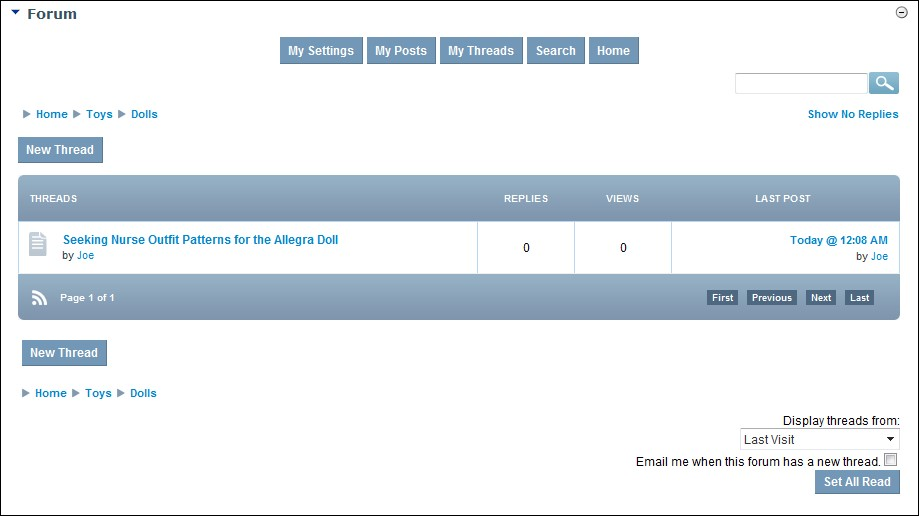 Forum
My Settings My Posts My Threads Search Home
Home Toys Dolls Show No Replies
New Thread
THREADS REPLIES VIEWS LAST POST
Seeking Nurse Outfit Patterns for the Allegra Doll 0 0 Today @ 12:08 AM
by Joe by Joe
Page 1 of 1 First Previous Next Last
New Thread
Home Toys Dolls
Display threads from:
Last Visit
Email me when this forum has a new thread.
Set All Read